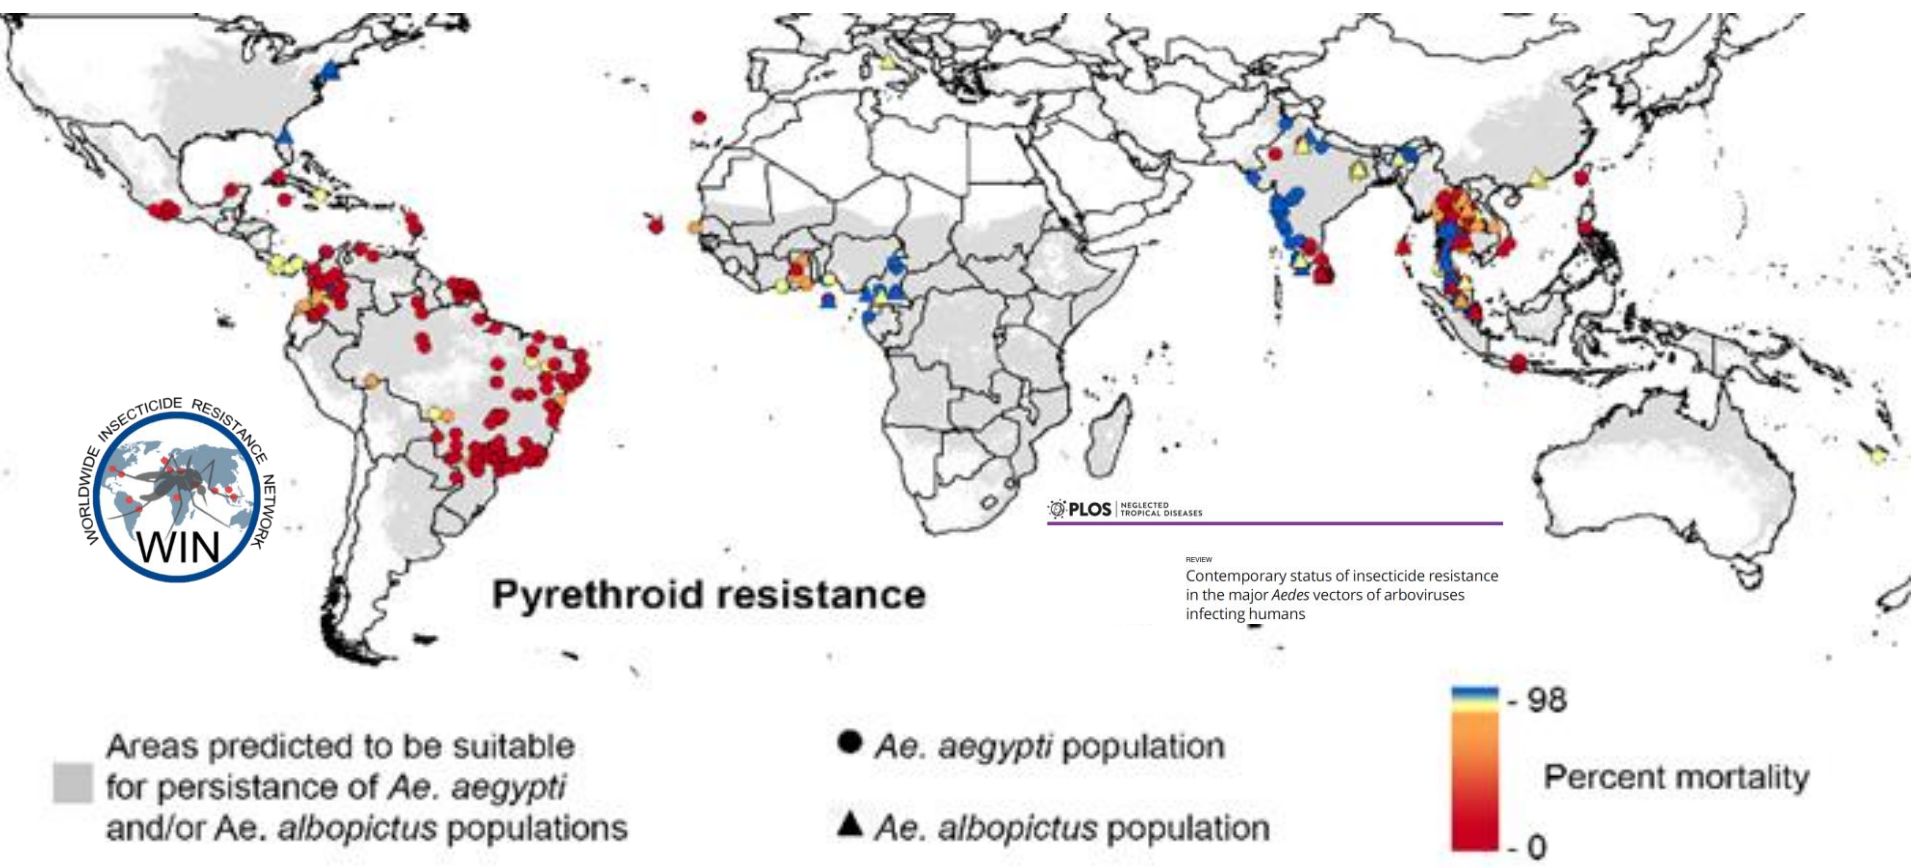 WORLDWIDE INSECTICIDE RESISTANCE NETWORK
WIN
PLOS
NEGLECTED
TROPICAL DISEASES
REVIEW
Contemporary status of insecticide resistance
in the major Aedes vectors of arboviruses
infecting humans
Pyrethroid resistance
Areas predicted to be suitable
for persistance of Ae. aegypti
and/or Ae. albopictus populations
Ae. aegypti population
Ae. albopictus population
- 98
Percent mortality
- 0